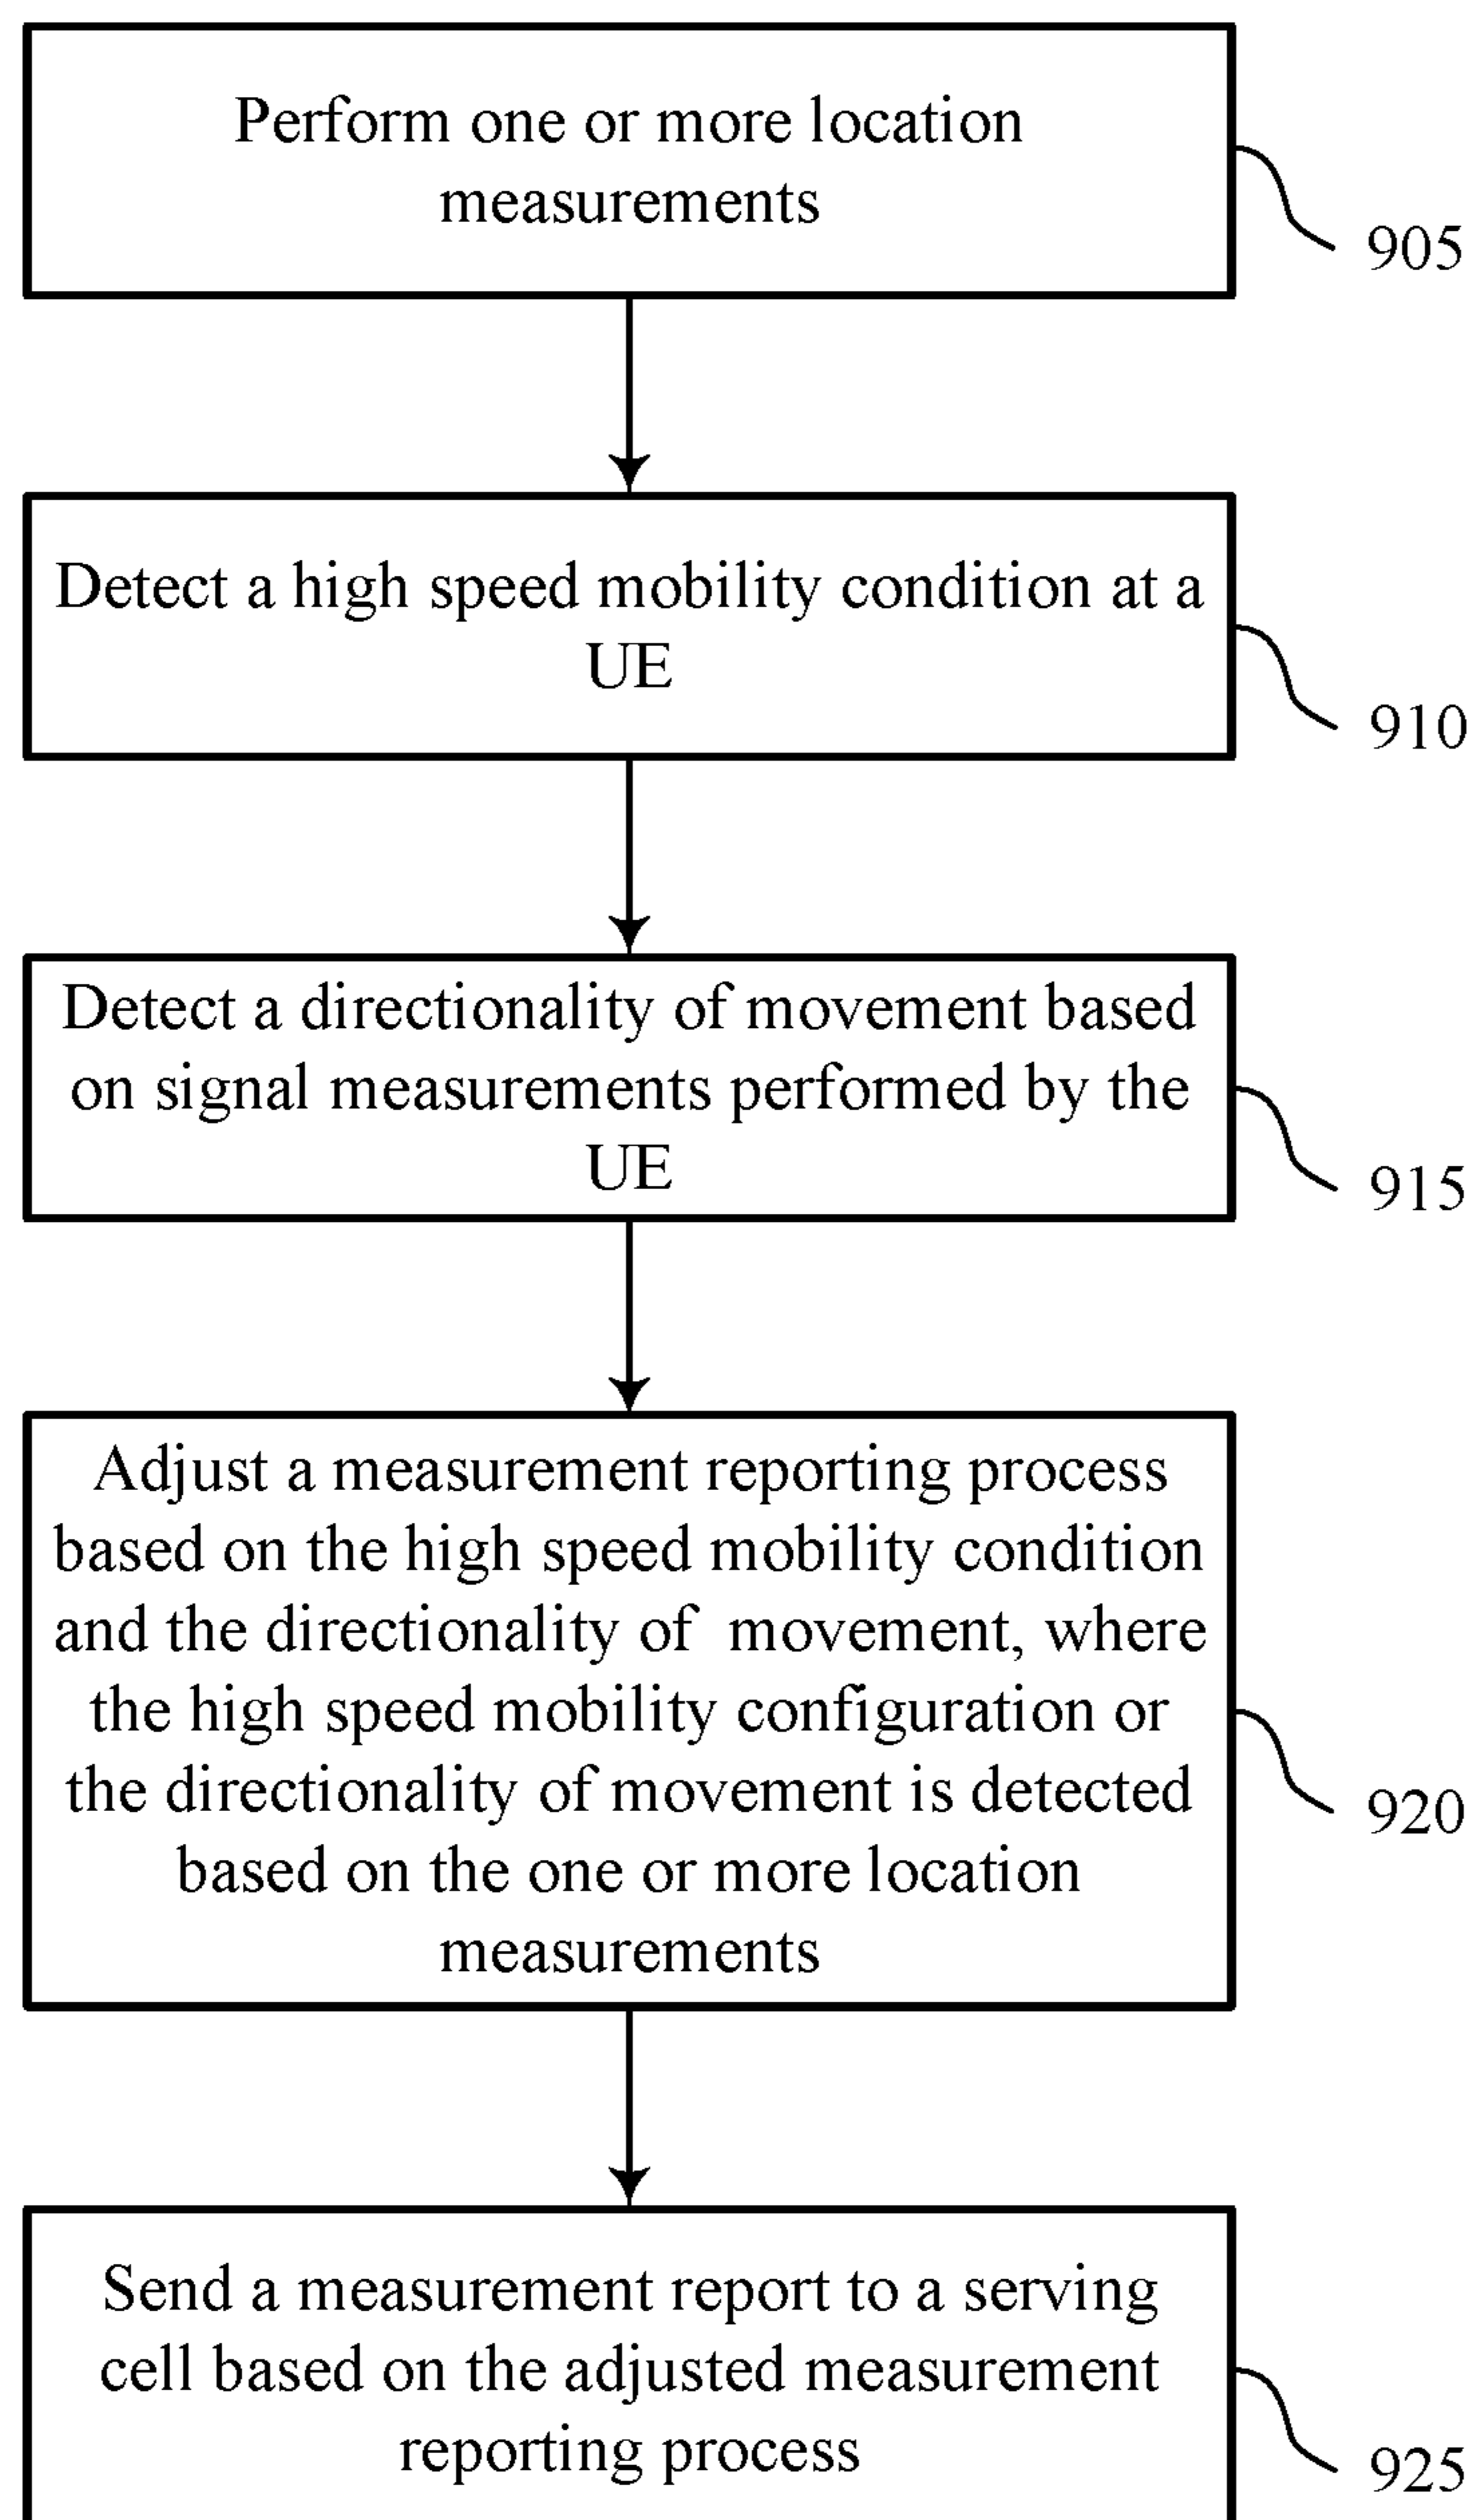 Perform one or more location
measurements
905
Detect a high speed mobility condition at a
UE
910
Detect a directionality of movement based
on signal measurements performed by the
UE
915
Adjust a measurement reporting process
based on the high speed mobility condition
and the directionality of movement, where
the high speed mobility configuration or
the directionality of movement is detected
based on the one or more location
measurements
920
Send a measurement report to a serving
cell based on the adjusted measurement
reporting process
925